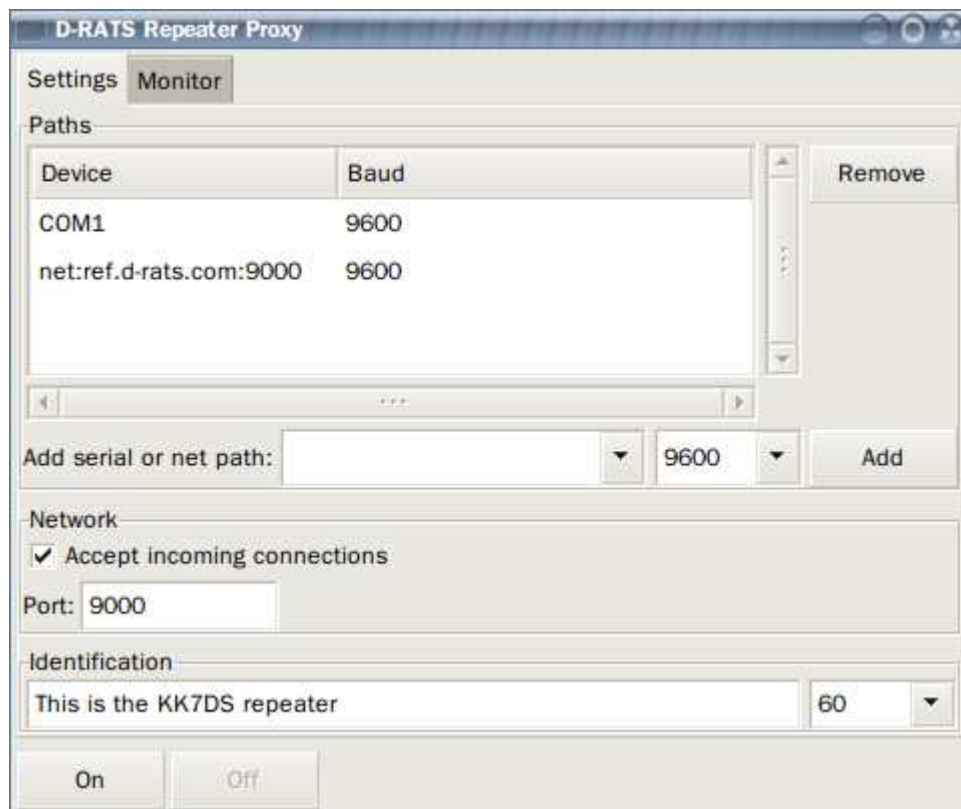 D-RATS Repeater Proxy
Settings Monitor
Paths
Device Baud Remove
COM1 9600
net:ref.d-rats.com:9000 9600
Add serial or net path: 9600 Add
Network
Accept incoming connections
Port: 9000
Identification
This is the KK7DS repeater 60
On Off